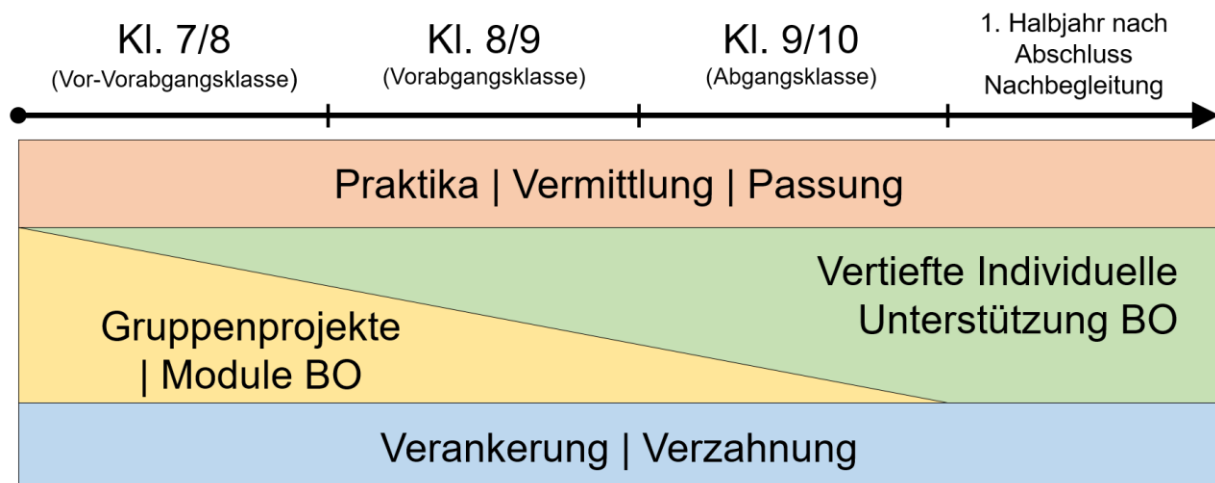 Kl. 7/8
(Vor-Vorabgangsklasse)
Kl. 8/9
(Vorabgangsklasse)
Kl. 9/10
(Abgangsklasse)
1. Halbjahr nach
Abschluss
Nachbegleitung
Praktika | Vermittlung | Passung
Vertiefte Individuelle
Unterstützung BO
Gruppenprojekte
| Module BO
Verankerung | Verzahnung